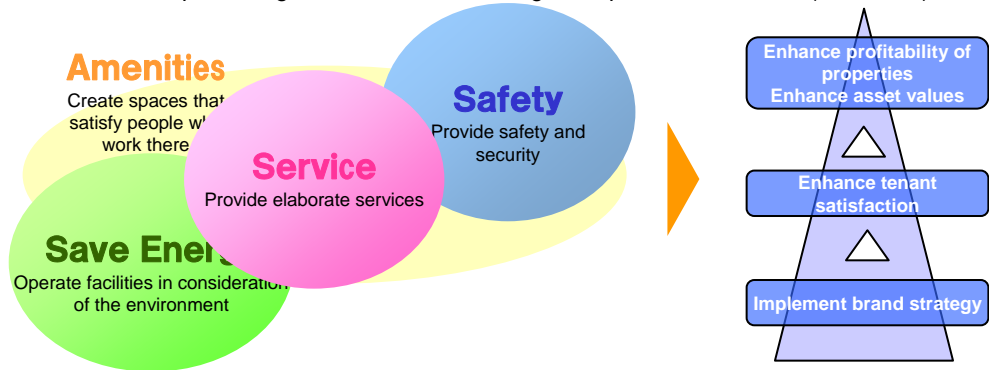 Amenities
Create spaces that
satisfy people
work there
Service
Provide elaborate services
Safety
Provide safety and
security
Save
Operate facilities in consideration
of the environment
Enhance profitability of
properties
Enhance asset values
Enhance tenant
satisfaction
Implement brand strategy